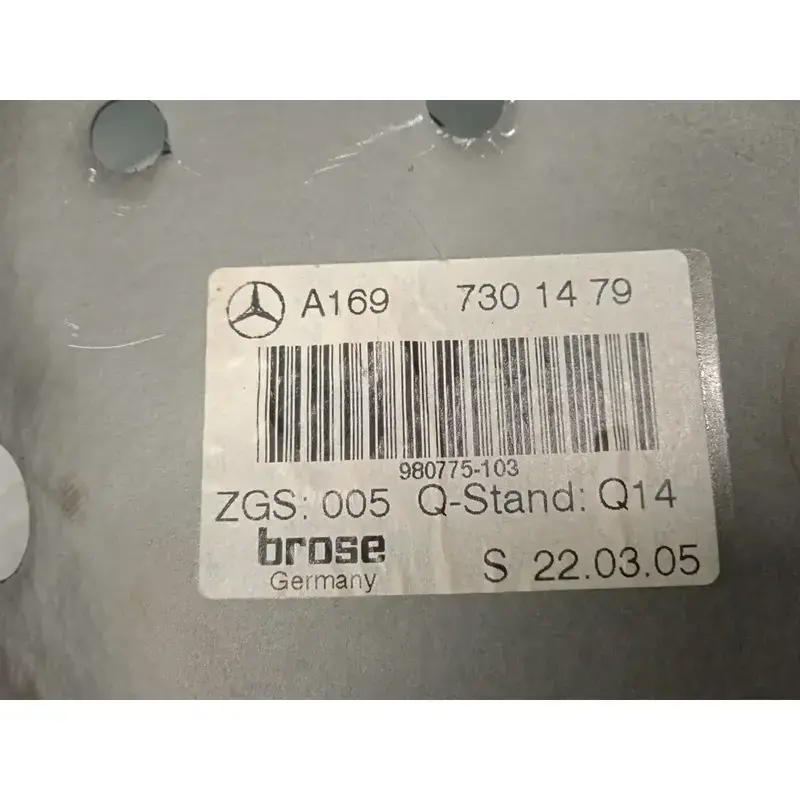 A169 730 14 79
980775-103
ZGS: 005 Q-Stand: Q14
brose
Germany
S 22.03.05